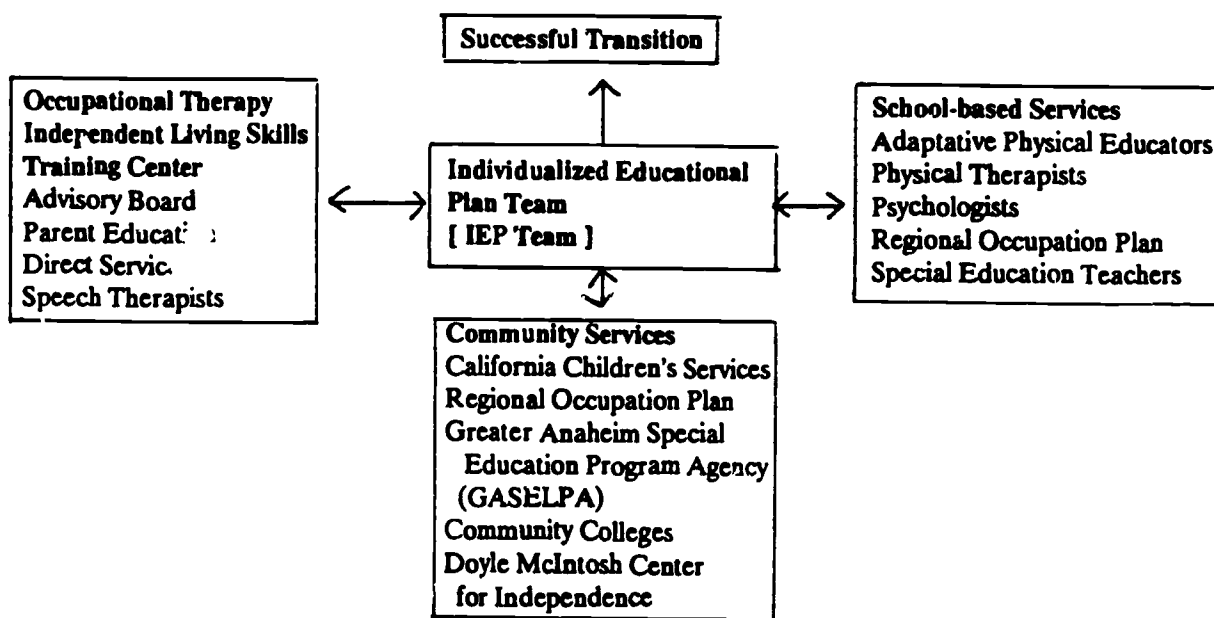 Successful Transition
Occupational Therapy
Independent Living Skills
Training Center
Advisory Board
Parent
Direct
Speech Therapists
Individualized Educational
Plan Team
[ IEP Team ]
School-based Services
Adaptative Physical Educators
Physical Therapists
Psychologists
Regional Occupation Plan
Special Education Teachers
Community Services
California Children's Services
Regional Occupation Plan
Greater Anaheim Special
Education Program Agency
(GASELPA)
Community Colleges
Doyle McIntosh Center
for Independence